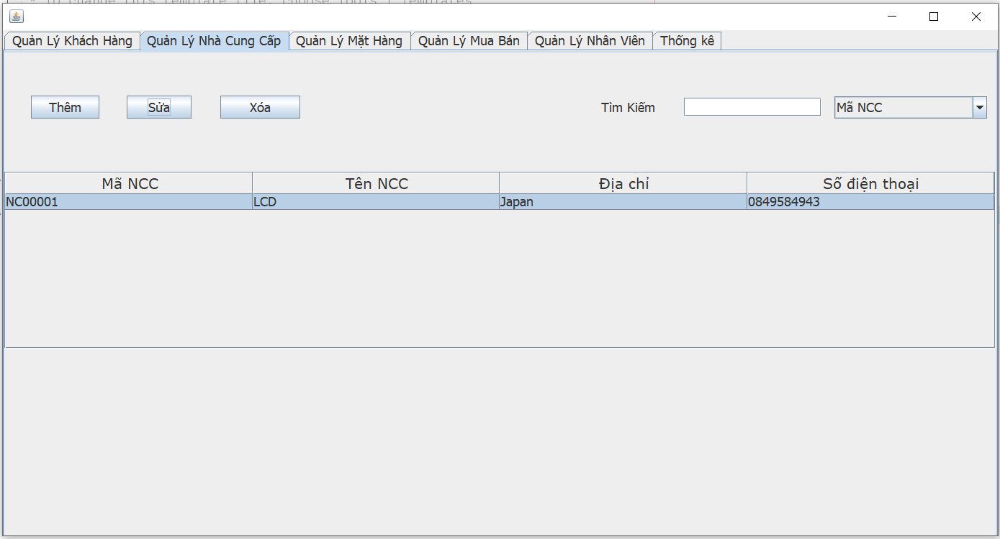 * To change this template file, choose Tools | Templates
Quản Lý Khách Hàng Quản Lý Nhà Cung Cấp Quản Lý Mặt Hàng Quản Lý Mua Bán Quản Lý Nhân Viên Thống kê
Thêm Sửa Xóa Tìm Kiếm Mã NCC
Mã NCC Tên NCC Địa chỉ Số điện thoại
NC00001 LCD Japan 0849584943